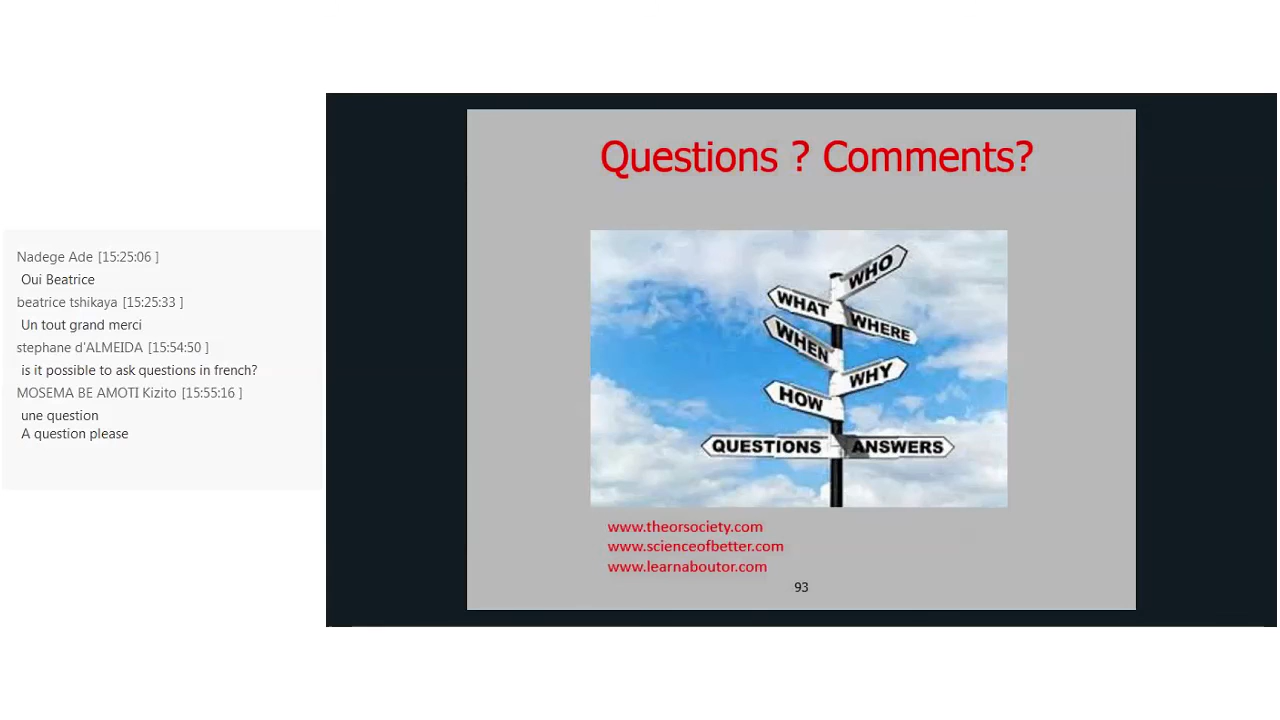 Nadege Ade [15:25:06 ]
Oui Beatrice
beatrice tshikaya [15:25:33 ]
Un tout grand merci
stephane d'ALMEIDA [15:54:50 ]
is it possible to ask questions in french?
MOSEMA BE AMOTI Kizito [15:55:16 ]
une question
A question please
Questions ? Comments?
WHO
WHAT
WHERE
WHEN
WHY
HOW
QUESTIONS ANSWERS
www.theorsociety.com
www.scienceofbetter.com
www.learnaboutor.com
93